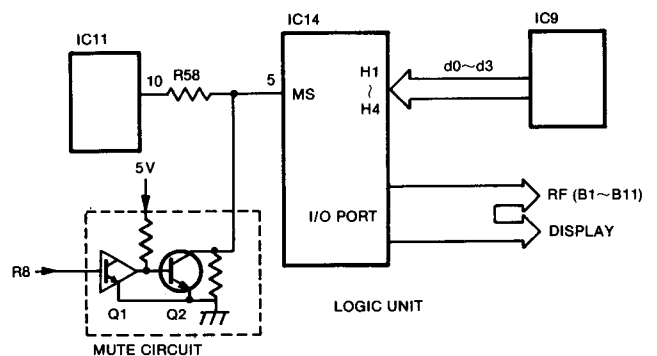 IC14
IC9
IC11
10 R58
5
MS
H1
~
H4
d0~d3
5V
I/O PORT
RF (B1~B11)
DISPLAY
R8
Q1
Q2
LOGIC UNIT
MUTE CIRCUIT